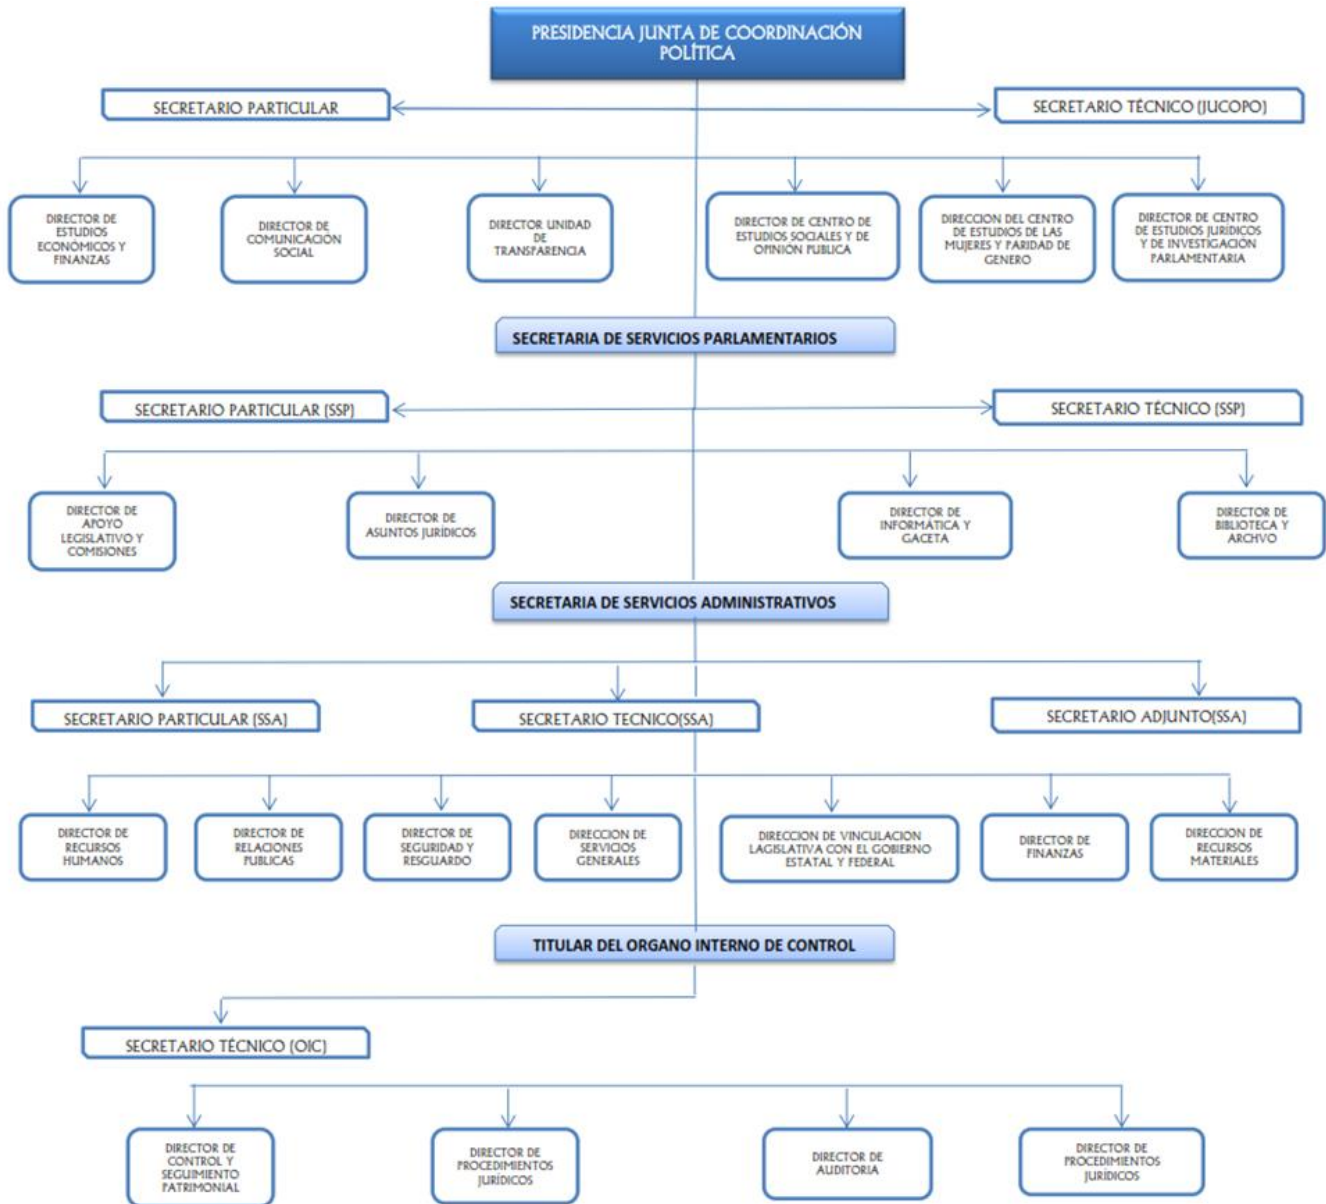 PRESIDENCIA JUNTA DE COORDINACIÓN
POLÍTICA
SECRETARIO PARTICULAR
SECRETARIO TÉCNICO (JUCOPO)
DIRECTOR DE
ESTUDIOS
ECONÓMICOS Y
FINANZAS
DIRECTOR DE
COMUNICACIÓN
SOCIAL
DIRECTOR UNIDAD
DE
TRANSPARENCIA
DIRECTOR DE CENTRO DE
ESTUDIOS SOCIALES Y DE
OPINIÓN PUBLICA
DIRECCION DEL CENTRO
DE ESTUDIOS DE LAS
MUJERES Y PARIDAD DE
GENERO
DIRECTOR DE CENTRO
DE ESTUDIOS JURÍDICOS
Y DE INVESTIGACIÓN
PARLAMENTARIA
SECRETARIA DE SERVICIOS PARLAMENTARIOS
SECRETARIO PARTICULAR (SSP)
SECRETARIO TÉCNICO (SSP)
DIRECTOR DE
APOYO
LEGISLATIVO Y
COMISIONES
DIRECTOR DE
ASUNTOS JURÍDICOS
DIRECTOR DE
INFORMÁTICA Y
GACETA
DIRECTOR DE
BIBLIOTECA Y
ARCHVO
SECRETARIA DE SERVICIOS ADMINISTRATIVOS
SECRETARIO PARTICULAR (SSA)
SECRETARIO TECNICO(SSA)
SECRETARIO ADJUNTO(SSA)
DIRECTOR DE
RECURSOS
HUMANOS
DIRECTOR DE
RELACIONES
PUBLICAS
DIRECTOR DE
SEGURIDAD Y
RESGUARDO
DIRECCION DE
SERVICIOS
GENERALES
DIRECCION DE VINCULACION
LAGISLATIVA CON EL GOBIERNO
ESTATAL Y FEDERAL
DIRECTOR DE
FINANZAS
DIRECCION DE
RECURSOS
MATERIALES
TITULAR DEL ORGANO INTERNO DE CONTROL
SECRETARIO TÉCNICO (OIC)
DIRECTOR DE
CONTROL Y
SEGUIMIENTO
PATRIMONIAL
DIRECTOR DE
PROCEDIMIENTOS
JURÍDICOS
DIRECTOR DE
AUDITORIA
DIRECTOR DE
PROCEDIMIENTOS
JURÍDICOS